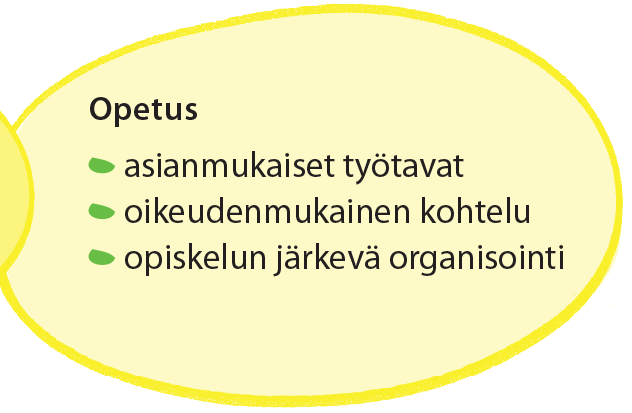 Opetus
asianmukaiset työtavat
oikeudenmukainen kohtelu
opiskelun järkevä organisointi